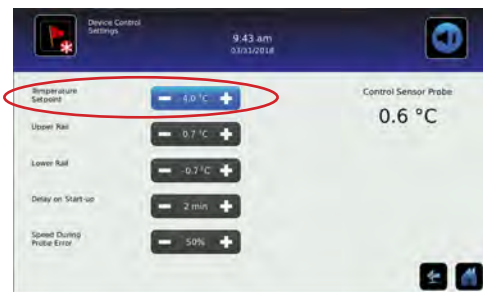 Device Control
Settings
9:43 am
03/31/2018
Temperature
Setpoint
4.0 °C
Control Sensor Probe
0.6 °C
Upper Rail
0.7 °C
Lower Rail
-0.7 °C
Delay on Start-up
2 min
Speed During
Probe Error
50%